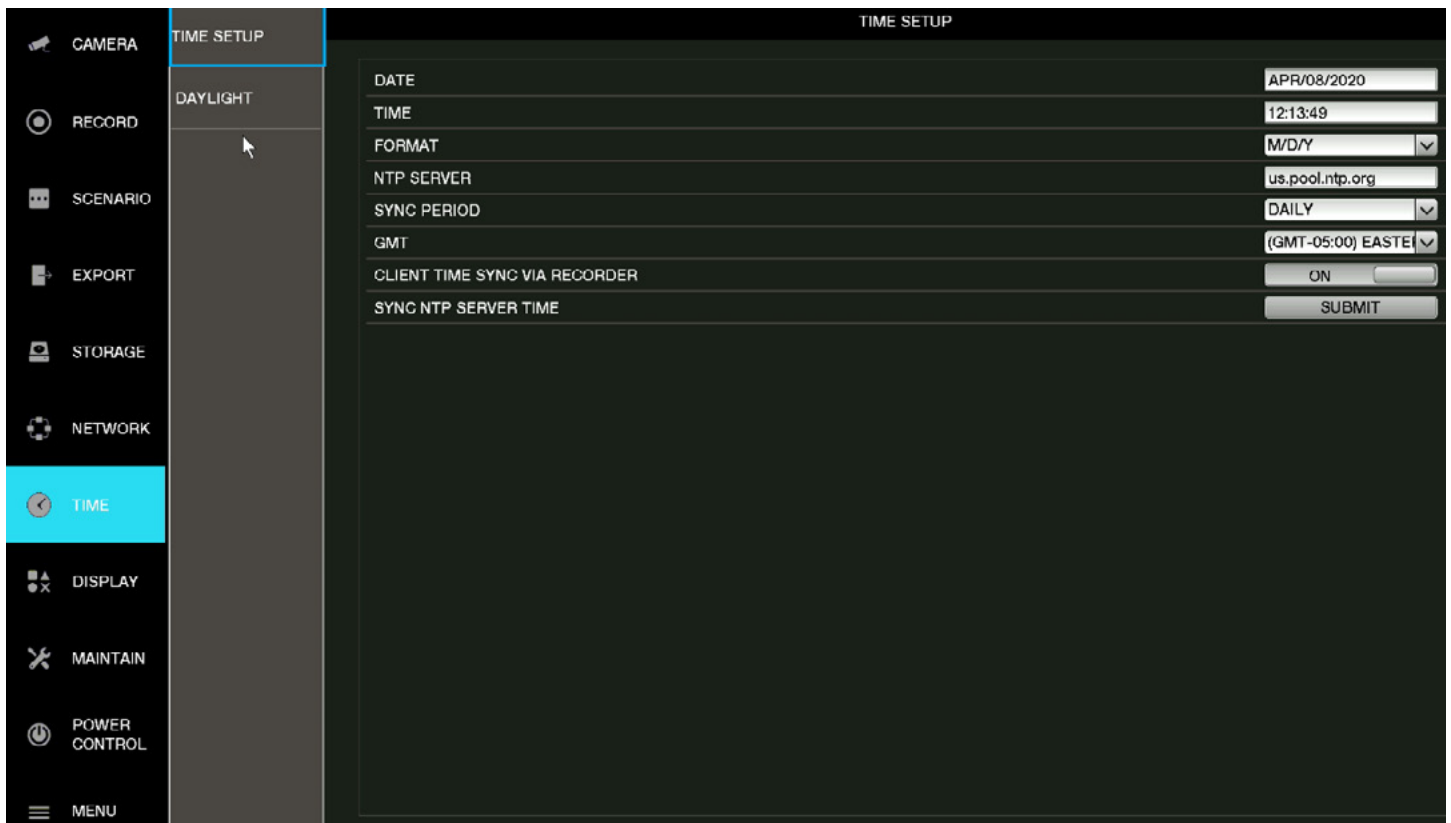 CAMERA
RECORD
SCENARIO
EXPORT
STORAGE
NETWORK
TIME
DISPLAY
MAINTAIN
POWER
CONTROL
MENU
TIME SETUP
DAYLIGHT
TIME SETUP
DATE APR/08/2020
TIME 12:13:49
FORMAT M/D/Y
NTP SERVER us.pool.ntp.org
SYNC PERIOD DAILY
GMT (GMT-05:00) EASTE
CLIENT TIME SYNC VIA RECORDER ON
SYNC NTP SERVER TIME SUBMIT